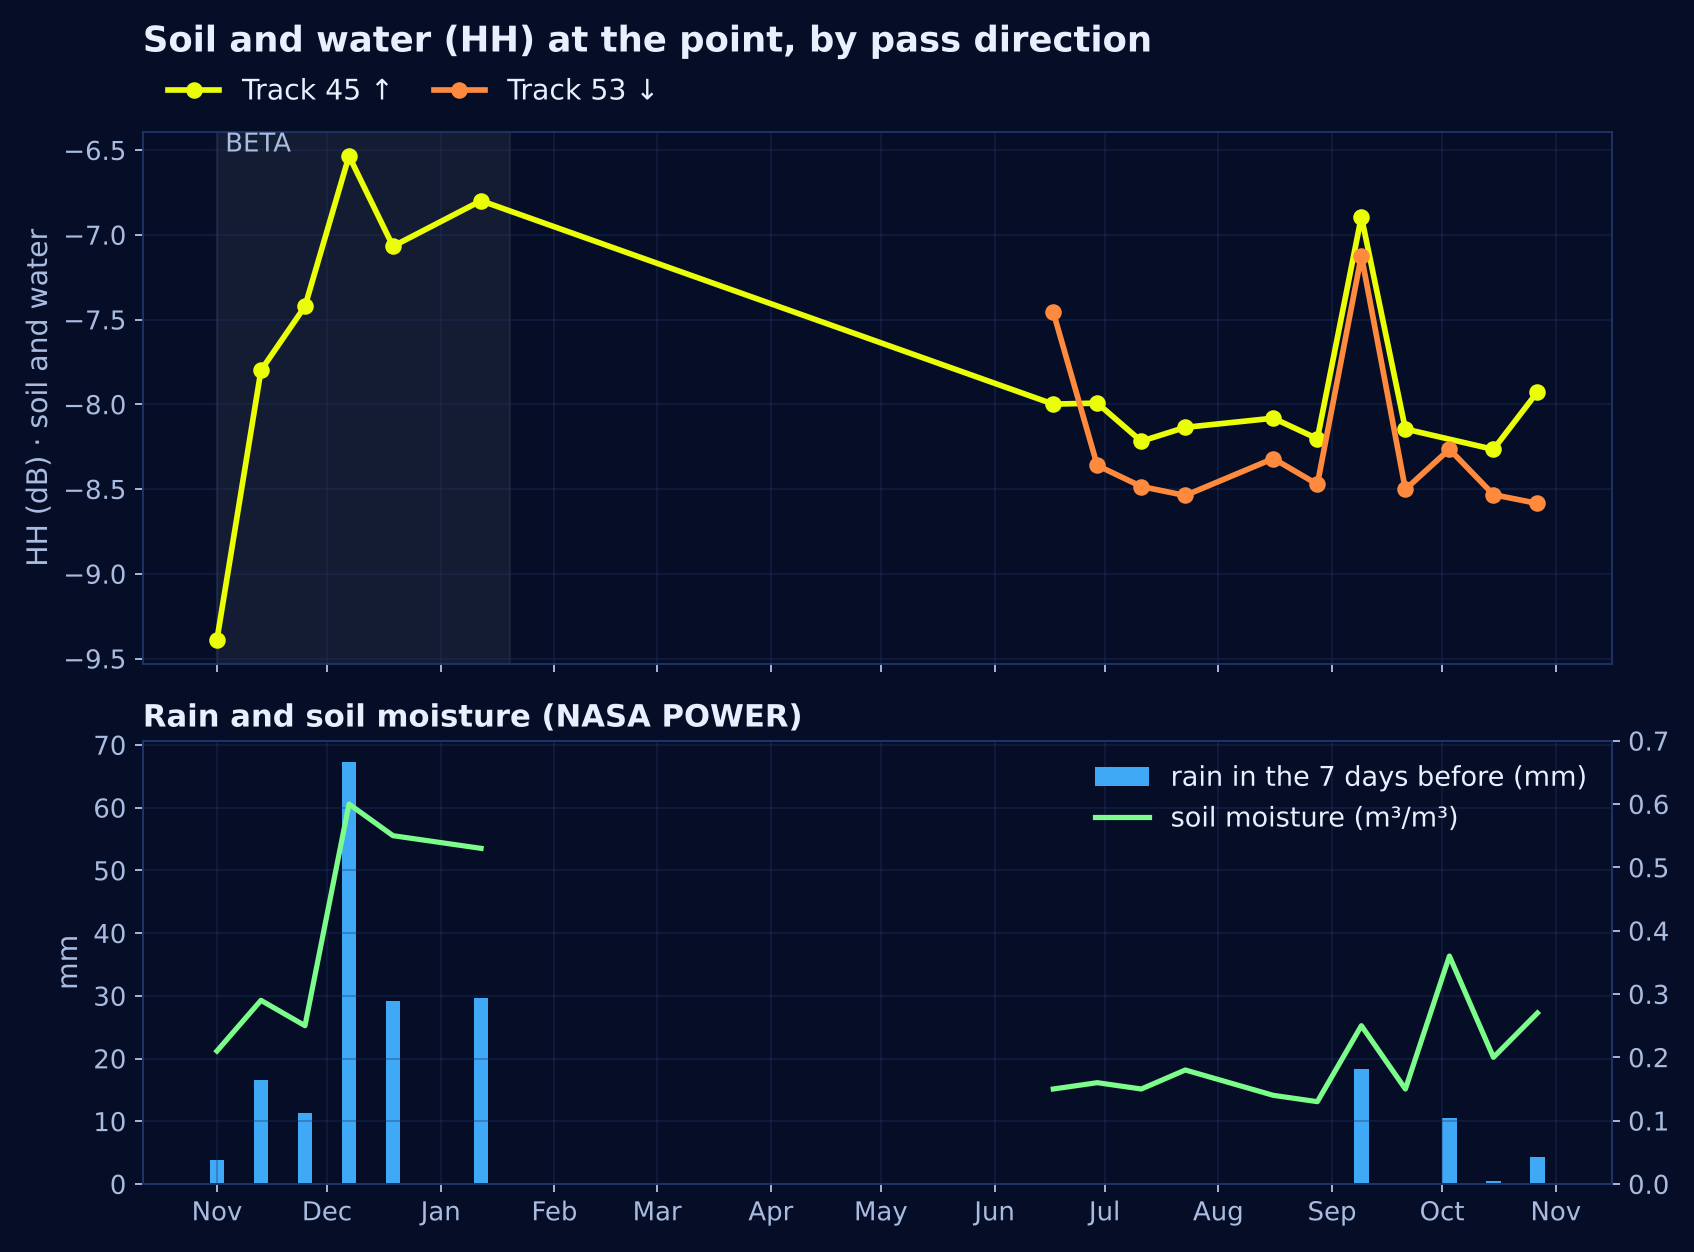 Soil and water (HH) at the point, by pass direction
Track 45 ↑ Track 53 ↓
BETA
HH (dB) · soil and water
−6.5
−7.0
−7.5
−8.0
−8.5
−9.0
−9.5
Rain and soil moisture (NASA POWER)
rain in the 7 days before (mm)
soil moisture (m³/m³)
mm
70
60
50
40
30
20
10
0
0.7
0.6
0.5
0.4
0.3
0.2
0.1
0.0
Nov Dec Jan Feb Mar Apr May Jun Jul Aug Sep Oct Nov